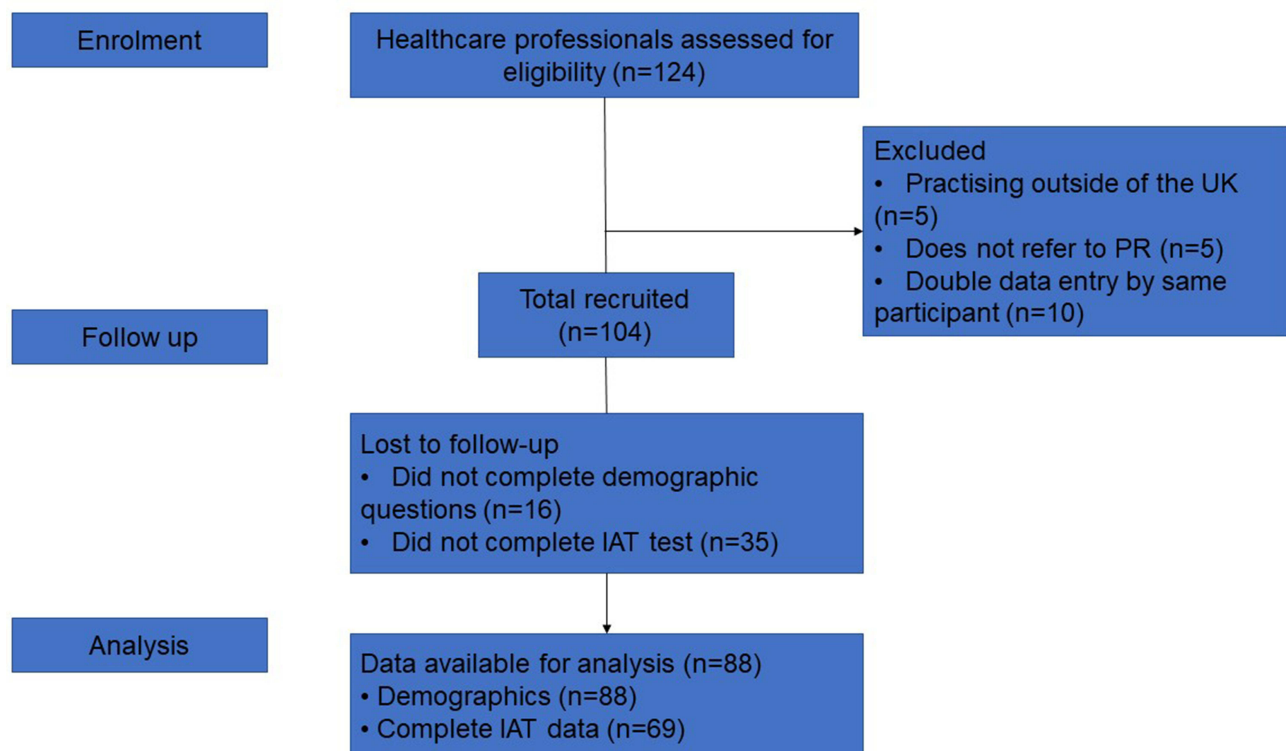 Enrolment
Healthcare professionals assessed for
eligibility (n=124)
Excluded
• Practising outside of the UK
(n=5)
• Does not refer to PR (n=5)
• Double data entry by same
participant (n=10)
Total recruited
(n=104)
Follow up
Lost to follow-up
• Did not complete demographic
questions (n=16)
• Did not complete IAT test (n=35)
Analysis
Data available for analysis (n=88)
• Demographics (n=88)
• Complete IAT data (n=69)